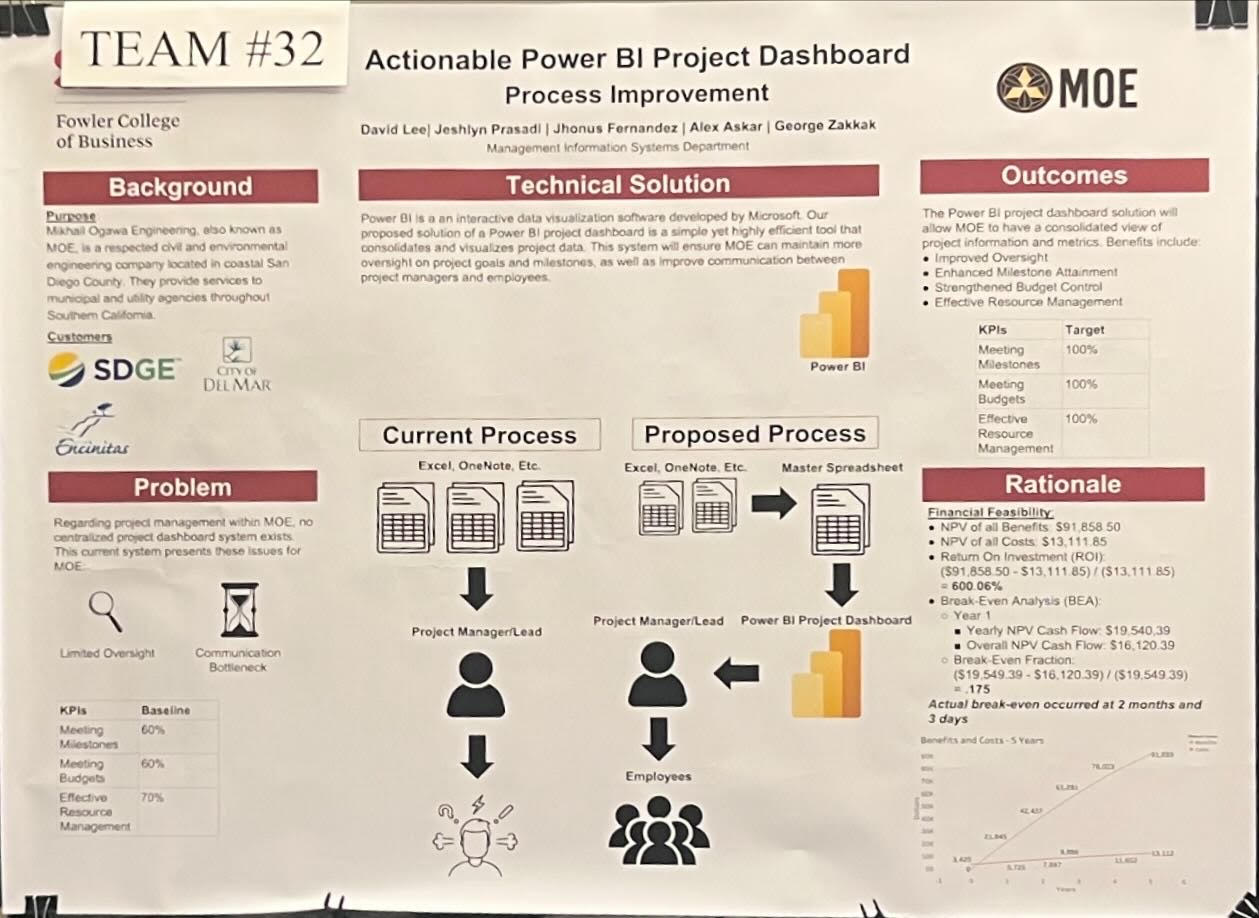 TEAM #32
Fowler College
of Business
Actionable Power BI Project Dashboard
Process Improvement
David Lee| Jeshlyn Prasadi | Jhonus Fernandez | Alex Askar | George Zakkak
Management Information Systems Department
MOE
Background
Purpose
Mikhail Ogawa Engineering, also known as
MOE, is a respected civil and environmental
engineering company located in coastal San
Diego County. They provide services to
municipal and utility agencies throughout
Southern California.
Customers
SDGE
CITY OF
DEL MAR
Encinitas
Problem
Regarding project management within MOE, no
centralized project dashboard system exists.
This current system presents these issues for
MOE:
Limited Oversight
Communication
Bottleneck
KPIs Baseline
Meeting 60%
Milestones
Meeting 60%
Budgets
Effective 70%
Resource
Management
Technical Solution
Power BI is a an interactive data visualization software developed by Microsoft. Our
proposed solution of a Power BI project dashboard is a simple yet highly efficient tool that
consolidates and visualizes project data. This system will ensure MOE can maintain more
oversight on project goals and milestones, as well as improve communication between
project managers and employees.
Power BI
Current Process
Excel, OneNote, Etc.
Project Manager/Lead
Proposed Process
Excel, OneNote, Etc.
Master Spreadsheet
Project Manager/Lead
Power BI Project Dashboard
Employees
Outcomes
The Power BI project dashboard solution will
allow MOE to have a consolidated view of
project information and metrics. Benefits include:
• Improved Oversight
• Enhanced Milestone Attainment
• Strengthened Budget Control
• Effective Resource Management
KPIs Target
Meeting 100%
Milestones
Meeting 100%
Budgets
Effective 100%
Resource
Management
Rationale
Financial Feasibility:
• NPV of all Benefits: $91,858.50
• NPV of all Costs: $13,111.85
• Return On Investment (ROI):
($91,858.50 - $13,111.85) / ($13,111.85)
= 600.06%
• Break-Even Analysis (BEA):
○ Year 1
■ Yearly NPV Cash Flow: $19,540,39
■ Overall NPV Cash Flow: $16,120.39
○ Break-Even Fraction:
($19,549.39 - $16,120.39) / ($19,549.39)
= .175
Actual break-even occurred at 2 months and
3 days
Benefits and Costs - 5 Years
78,023
61,281
42,437
21,845
3,420
0
5,725
7,887
9,886
11,602
13,112
-1 0 1 2 3 4 5 6
Years